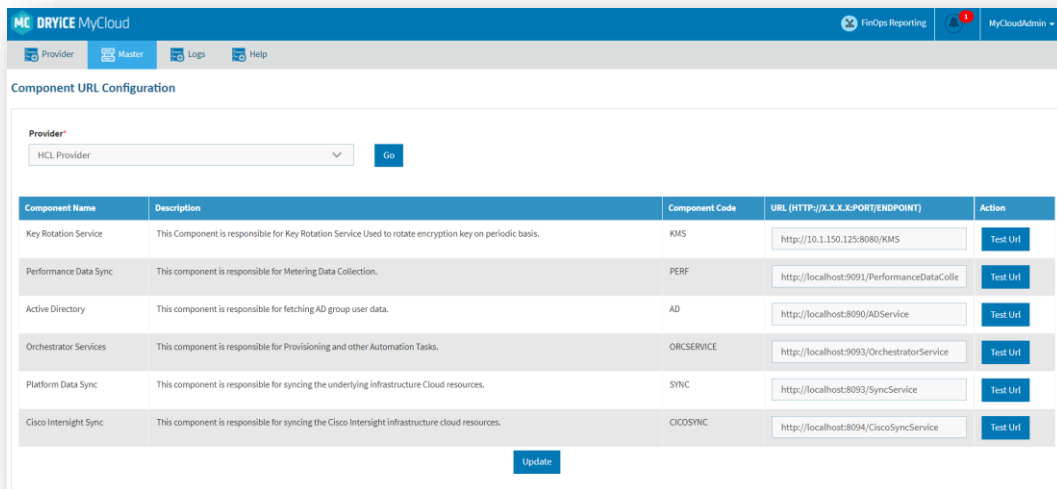 MC DRYiCE MyCloud
FinOps Reporting
1
MyCloudAdmin
Provider
Master
Logs
Help
Component URL Configuration
Provider*
HCL Provider
Go
Component Name Description Component Code URL (HTTP://X.X.X.X:PORT/ENDPOINT) Action
Key Rotation Service This Component is responsible for Key Rotation Service Used to rotate encryption key on periodic basis. KMS http://10.1.150.125:8080/KMS Test Url
Performance Data Sync This component is responsible for Metering Data Collection. PERF http://localhost:9091/PerformanceDataColle Test Url
Active Directory This component is responsible for fetching AD group user data. AD http://localhost:8090/ADService Test Url
Orchestrator Services This component is responsible for Provisioning and other Automation Tasks. ORCSERVICE http://localhost:9093/OrchestratorService Test Url
Platform Data Sync This component is responsible for syncing the underlying infrastructure Cloud resources. SYNC http://localhost:8093/SyncService Test Url
Cisco Intersight Sync This component is responsible for syncing the Cisco Intersight infrastructure cloud resources. CICOSYNC http://localhost:8094/CiscoSyncService Test Url
Update